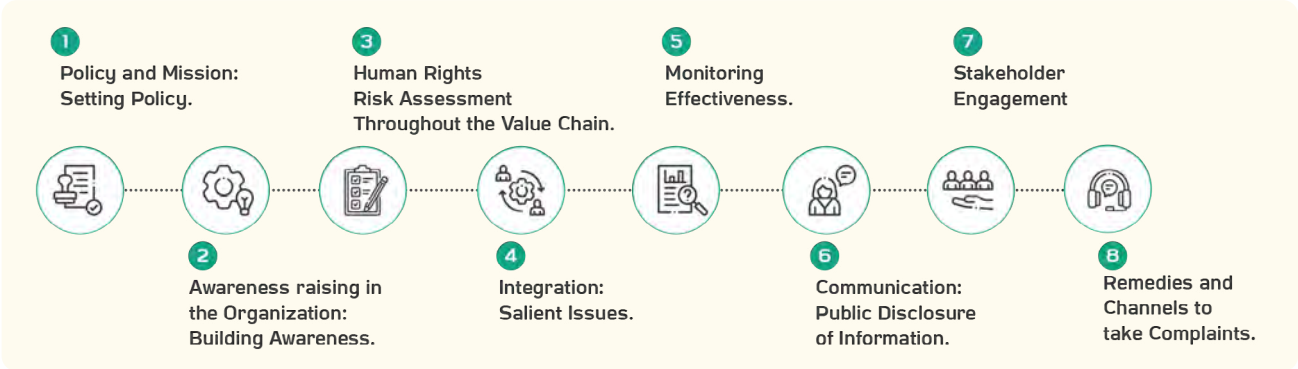 1
Policy and Mission:
Setting Policy.
2
Awareness raising in
the Organization:
Building Awareness.
3
Human Rights
Risk Assessment
Throughout the Value Chain.
4
Integration:
Salient Issues.
5
Monitoring
Effectiveness.
6
Communication:
Public Disclosure
of Information.
7
Stakeholder
Engagement
8
Remedies and
Channels to
take Complaints.